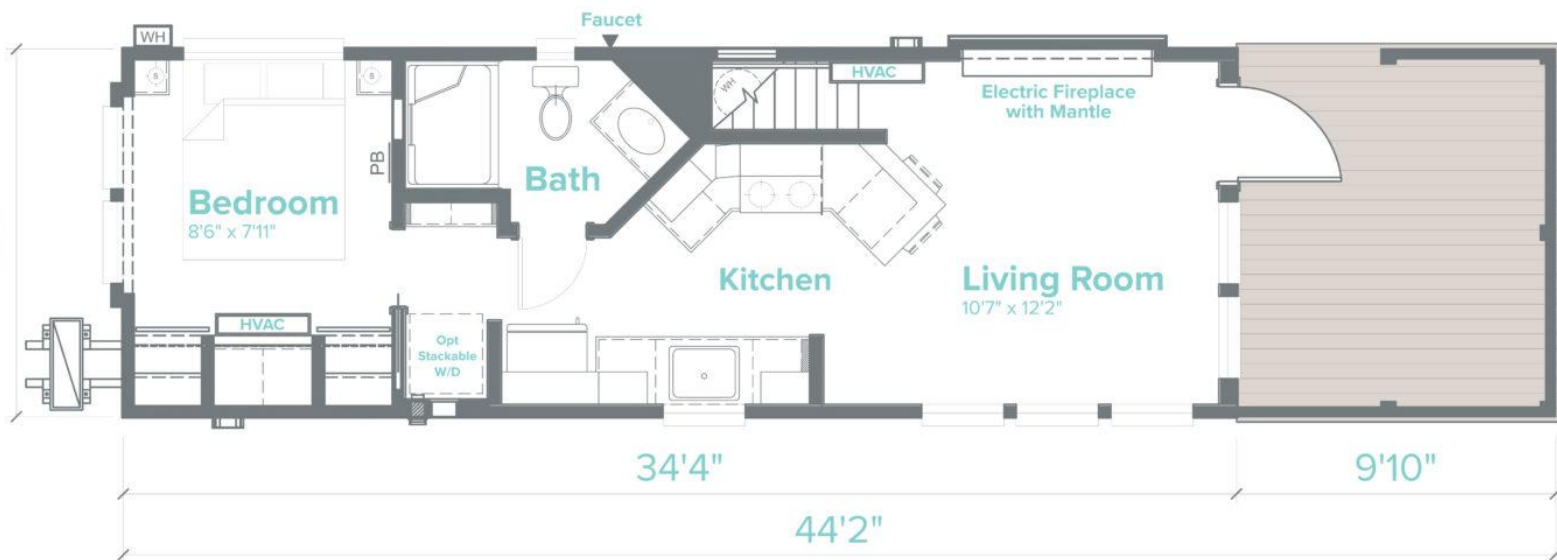 Faucet
WH
S
S
WH
HVAC
Electric Fireplace
with Mantle
PB
Bath
Bedroom
8'6" x 7'11"
Kitchen
Living Room
10'7" x 12'2"
HVAC
Opt
Stackable
W/D
34'4"
9'10"
44'2"